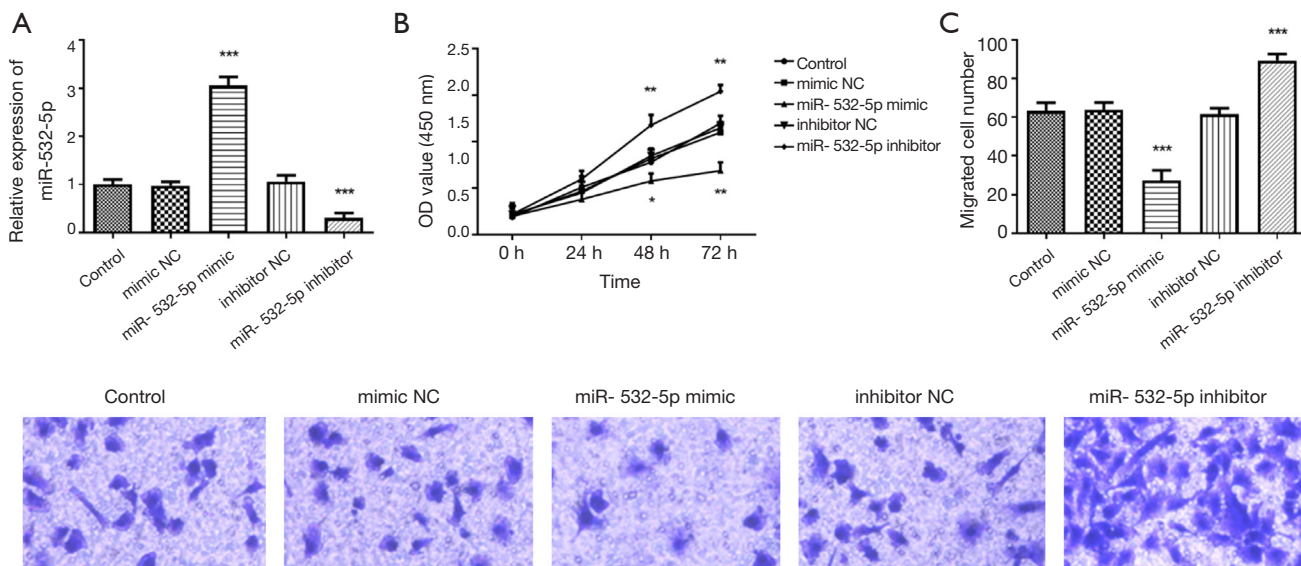 A
Relative expression of
miR-532-5p
4
3
2
1
0
***
***
Control
mimic NC
miR- 532-5p mimic
inhibitor NC
miR- 532-5p inhibitor
B
OD value (450 nm)
2.5
2.0
1.5
1.0
0.5
0.0
**
**
*
**
0 h
24 h
48 h
72 h
Time
Control
mimic NC
miR- 532-5p mimic
inhibitor NC
miR- 532-5p inhibitor
C
Migrated cell number
100
80
60
40
20
0
***
***
Control
mimic NC
miR- 532-5p mimic
inhibitor NC
miR- 532-5p inhibitor
Control
mimic NC
miR- 532-5p mimic
inhibitor NC
miR- 532-5p inhibitor